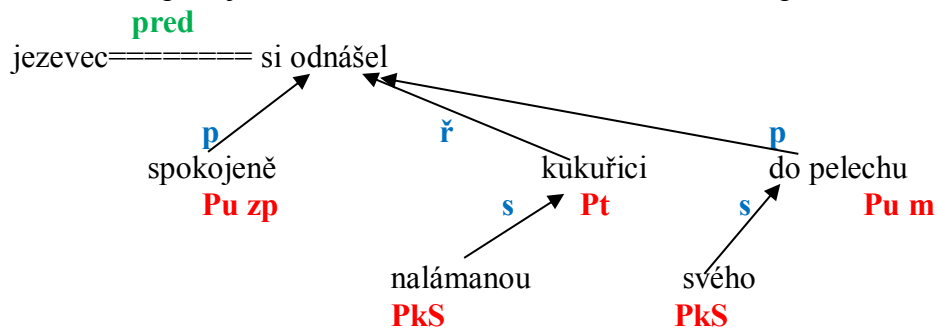 pred
jezevec======== si odnášel
p ř p
spokojeně kukuřici do pelechu
Pu zp s Pt s Pu m
nalámanou svého
PkS PkS